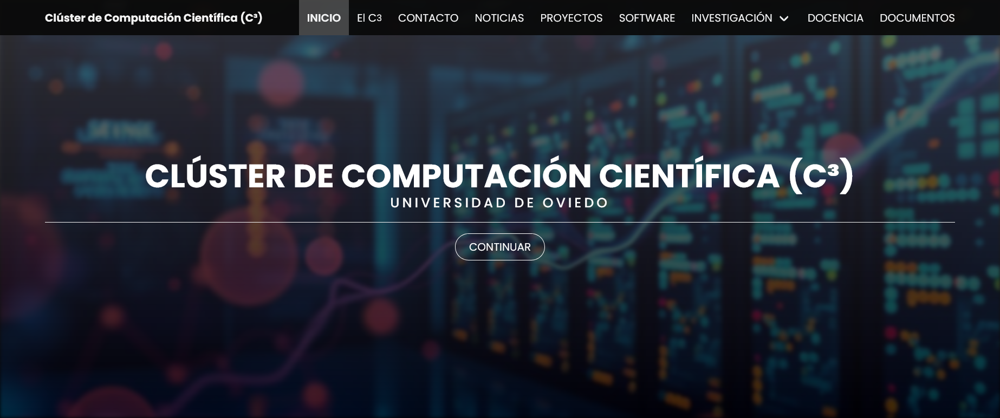 Clúster de Computación Científica (C³) INICIO El C3 CONTACTO NOTICIAS PROYECTOS SOFTWARE INVESTIGACIÓN DOCENCIA DOCUMENTOS
CLÚSTER DE COMPUTACIÓN CIENTÍFICA (C³)
UNIVERSIDAD DE OVIEDO
CONTINUAR